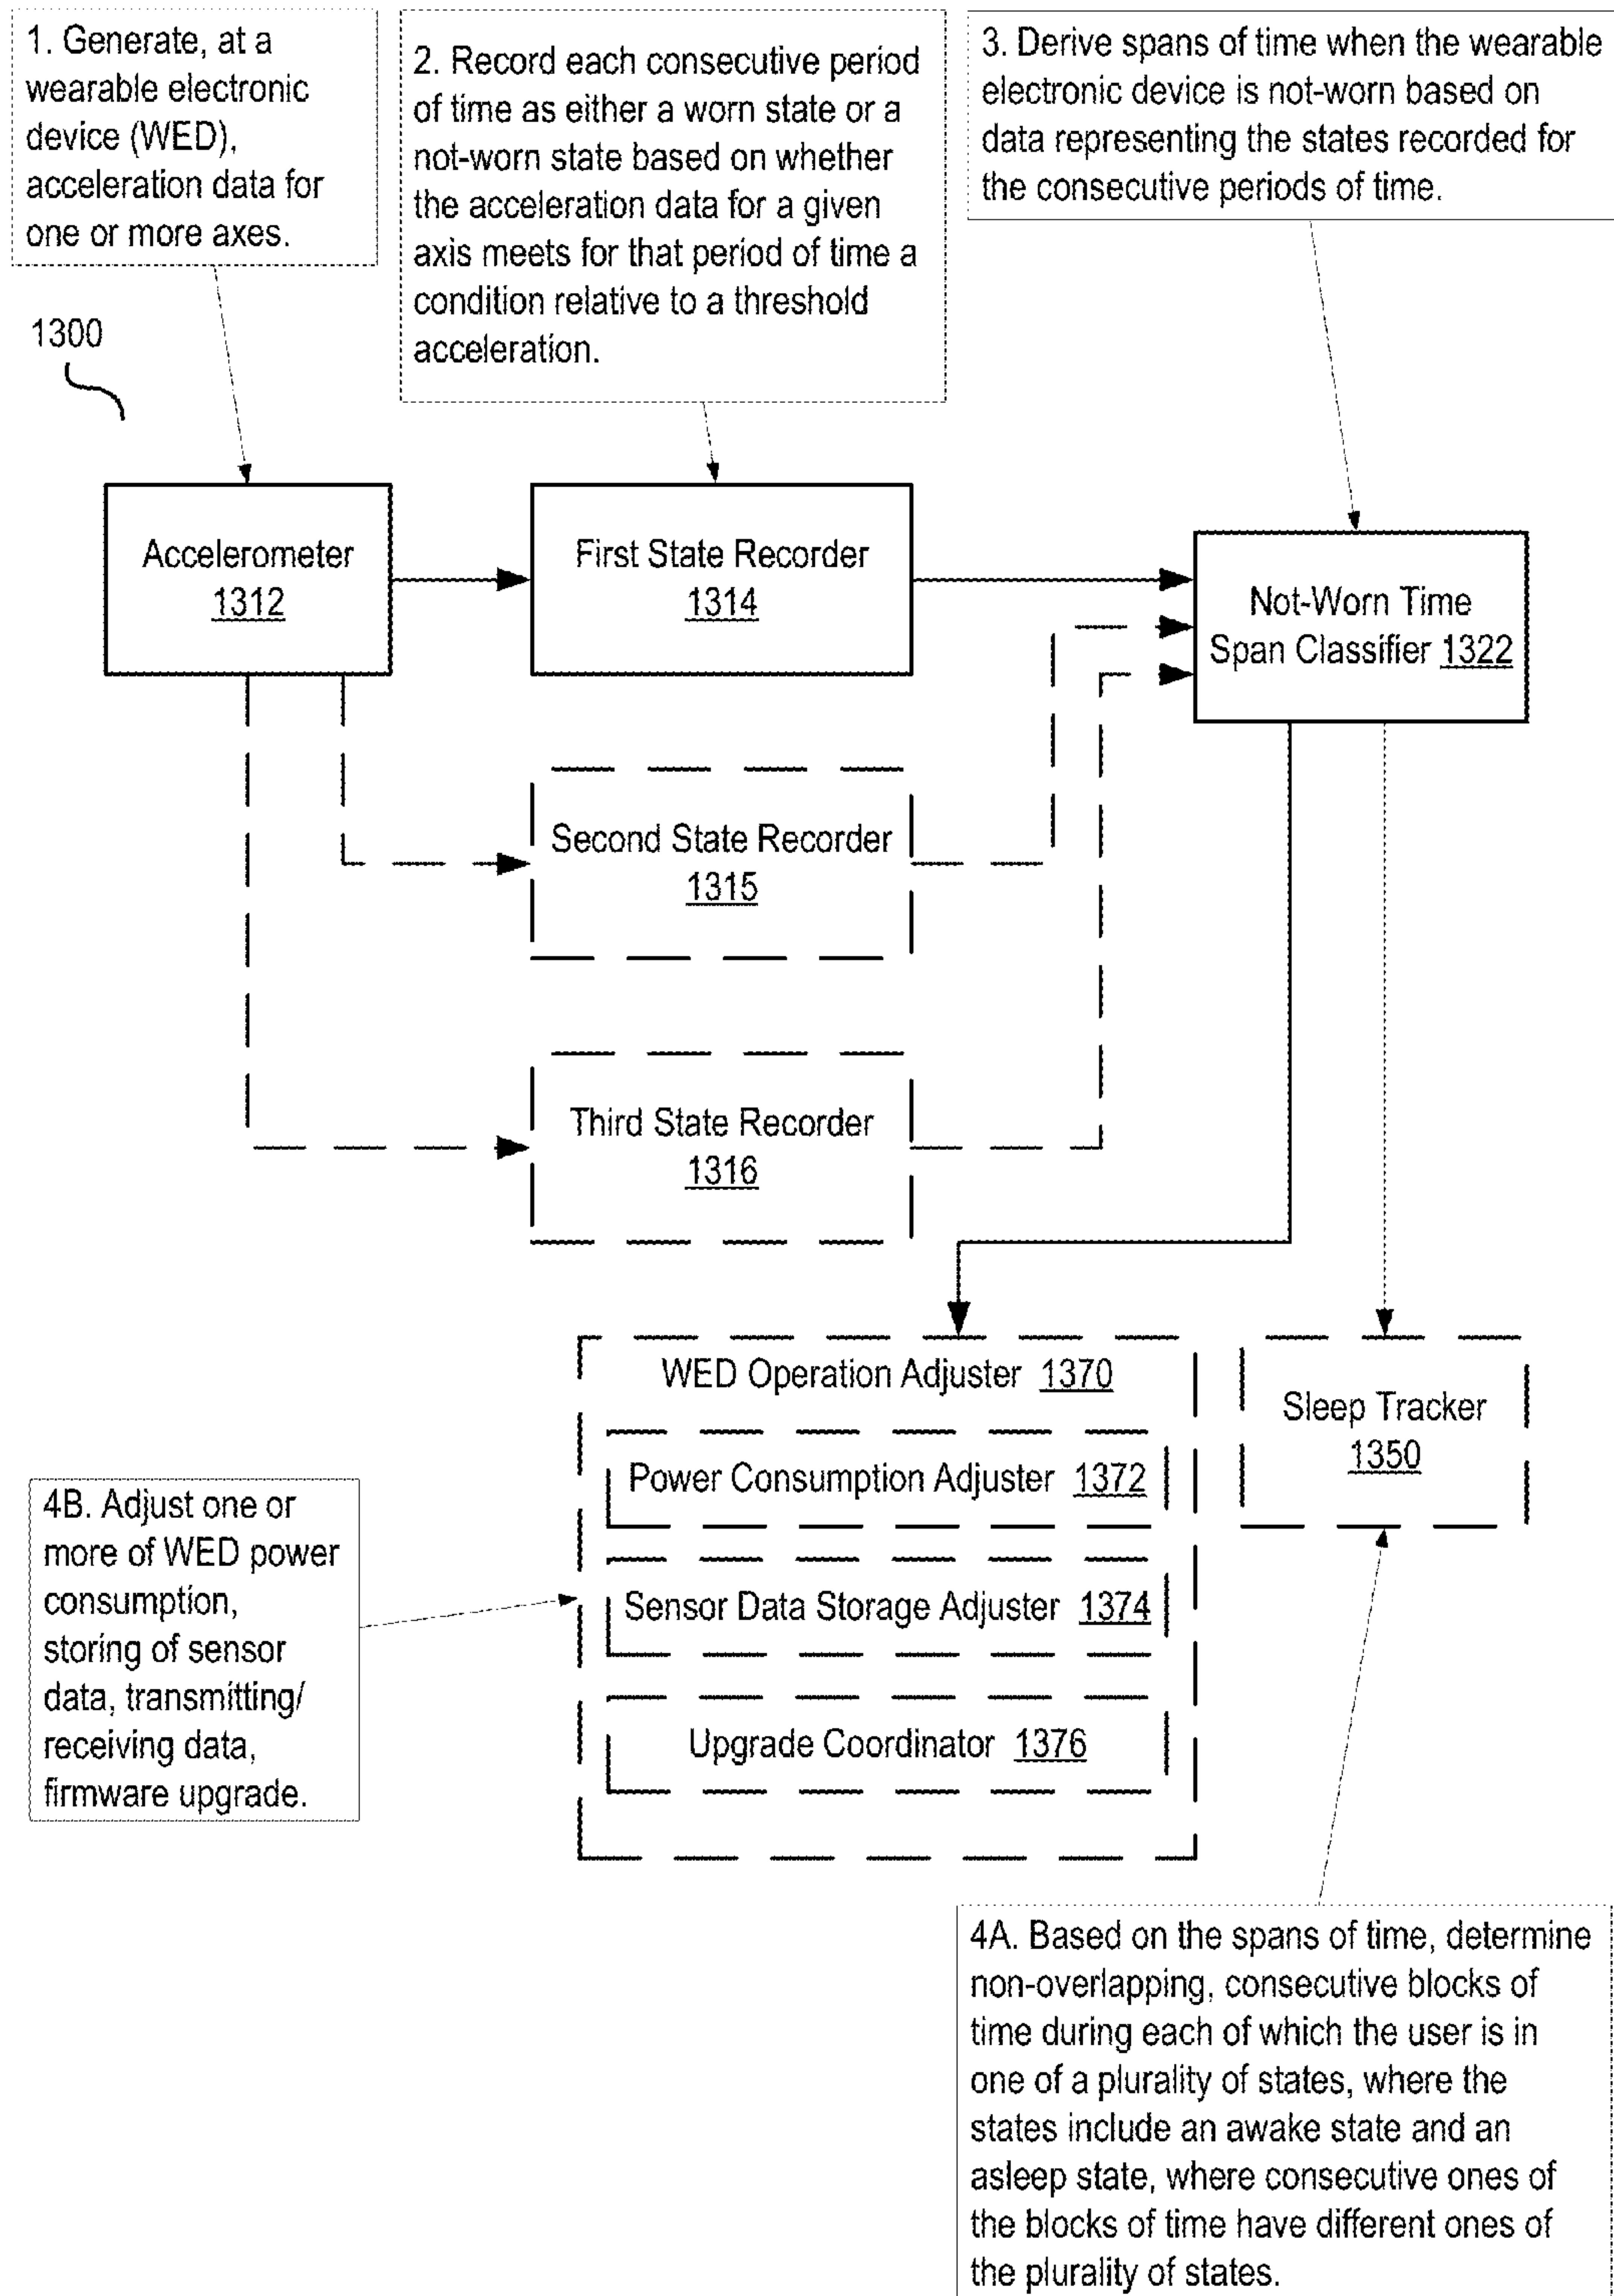 1. Generate, at a
wearable electronic
device (WED),
acceleration data for
one or more axes.
2. Record each consecutive period
of time as either a worn state or a
not-worn state based on whether
the acceleration data for a given
axis meets for that period of time a
condition relative to a threshold
acceleration.
3. Derive spans of time when the wearable
electronic device is not-worn based on
data representing the states recorded for
the consecutive periods of time.
1300
Accelerometer
1312
First State Recorder
1314
Not-Worn Time
Span Classifier 1322
Second State Recorder
1315
Third State Recorder
1316
WED Operation Adjuster 1370
Power Consumption Adjuster 1372
Sensor Data Storage Adjuster 1374
Upgrade Coordinator 1376
Sleep Tracker
1350
4B. Adjust one or
more of WED power
consumption,
storing of sensor
data, transmitting/
receiving data,
firmware upgrade.
4A. Based on the spans of time, determine
non-overlapping, consecutive blocks of
time during each of which the user is in
one of a plurality of states, where the
states include an awake state and an
asleep state, where consecutive ones of
the blocks of time have different ones of
the plurality of states.